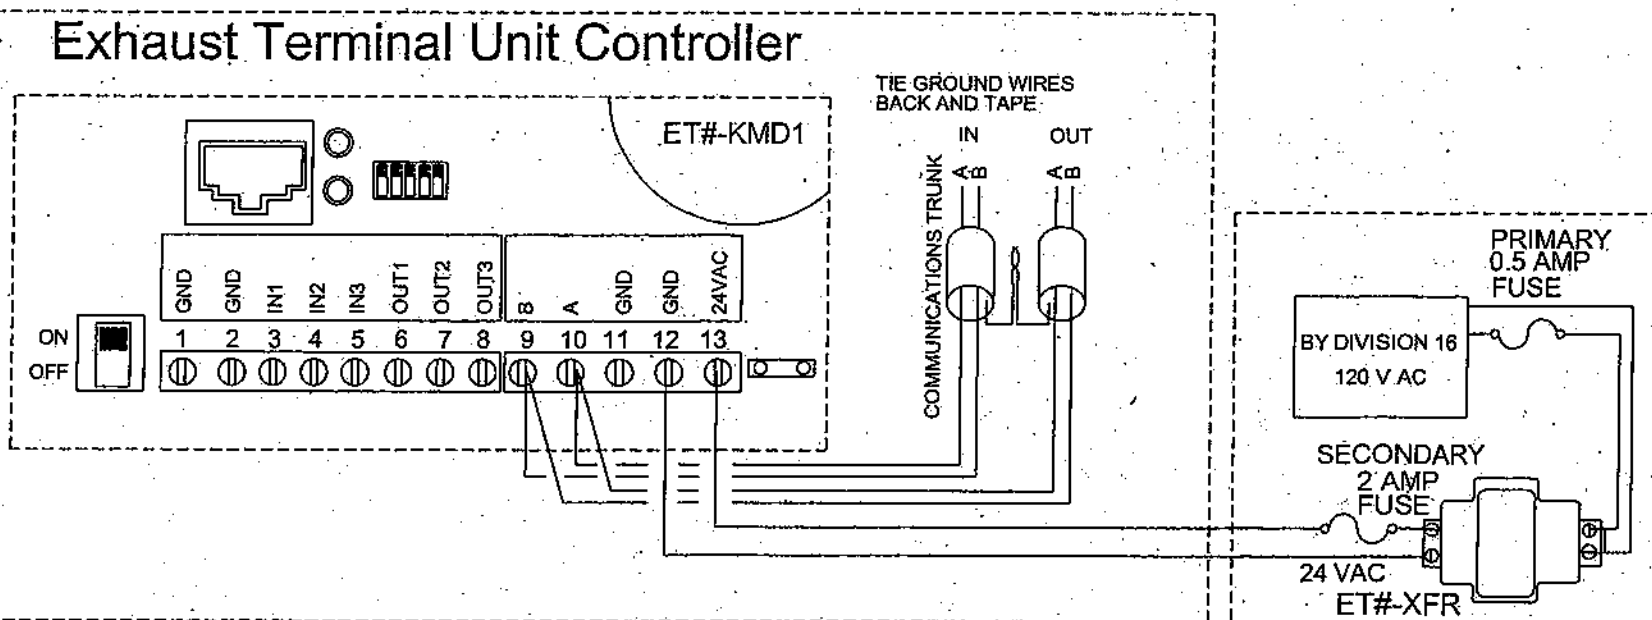 Exhaust Terminal Unit Controller
TIE GROUND WIRES
BACK AND TAPE
IN OUT
A B A B
COMMUNICATIONS TRUNK
ET#-KMD1
GND GND IN1 IN2 IN3 OUT1 OUT2 OUT3 B A GND GND 24VAC
1 2 3 4 5 6 7 8 9 10 11 12 13
ON
OFF
PRIMARY
0.5 AMP
FUSE
BY DIVISION 16
120 V AC
SECONDARY
2 AMP
FUSE
24 VAC
ET#-XFR